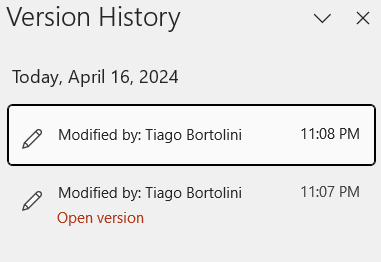 Version History
Today, April 16, 2024
Modified by: Tiago Bortolini 11:08 PM
Modified by: Tiago Bortolini 11:07 PM
Open version